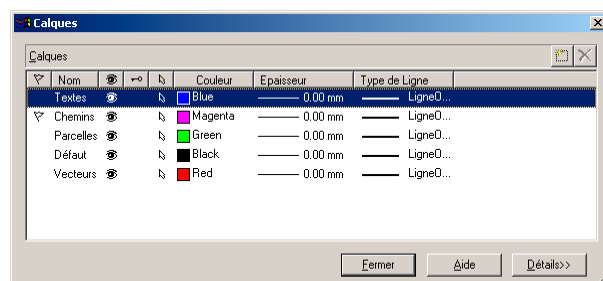 Calques
Calques
Nom Couleur Epaisseur Type de Ligne
Textes Blue 0.00 mm Ligne0...
Chemins Magenta 0.00 mm Ligne0...
Parcelles Green 0.00 mm Ligne0...
Défaut Black 0.00 mm Ligne0...
Vecteurs Red 0.00 mm Ligne0...
Fermer Aide Détails>>